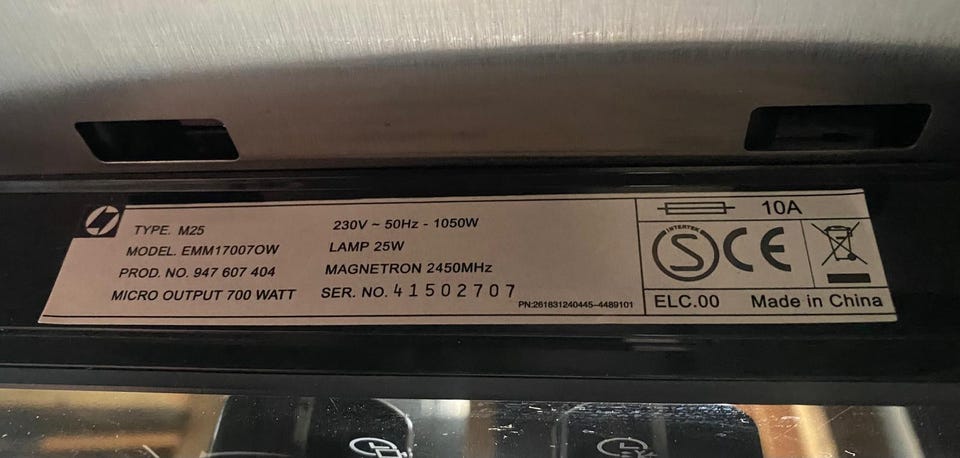 TYPE. M25
MODEL. EMM17007OW
PROD. NO. 947 607 404
MICRO OUTPUT 700 WATT
230V ~ 50Hz - 1050W
LAMP 25W
MAGNETRON 2450MHz
SER. NO. 41502707
PN:261831240445-4489101
10A
INTERTEK
S CE
ELC.00 Made in China